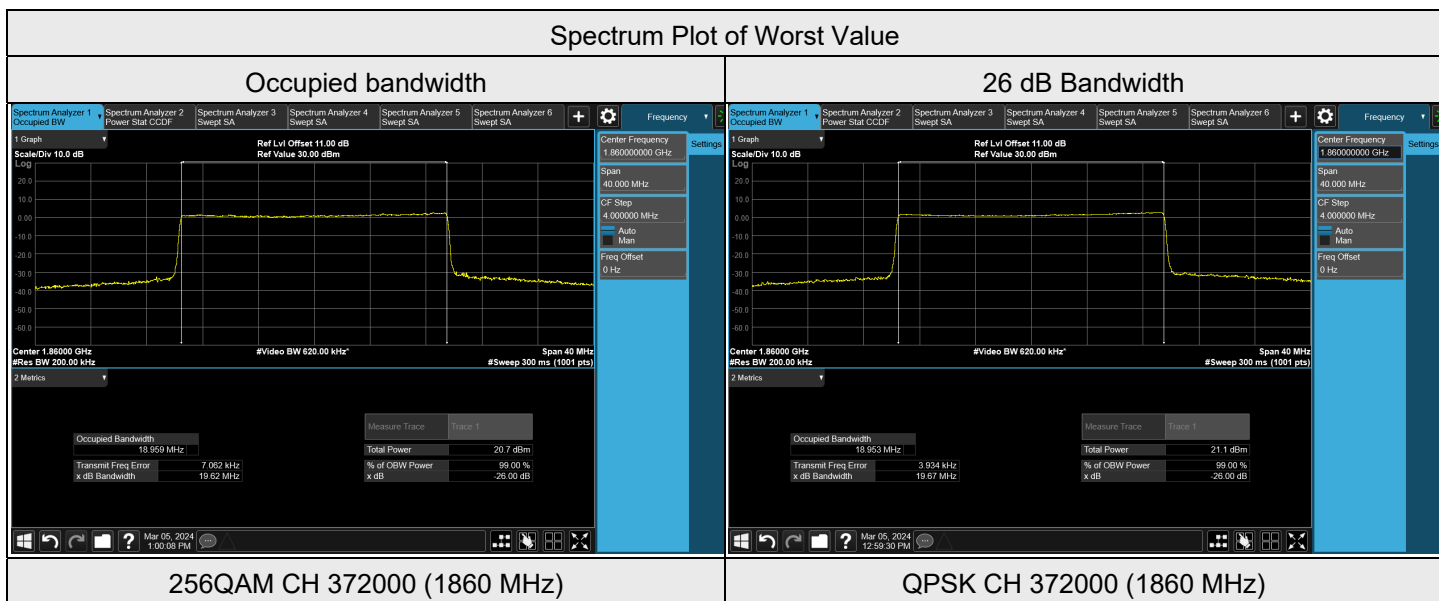 Spectrum Plot of Worst Value
Occupied bandwidth
26 dB Bandwidth
Spectrum Analyzer 1
Occupied BW
Spectrum Analyzer 2
Power Stat CCDF
Spectrum Analyzer 3
Swept SA
Spectrum Analyzer 4
Swept SA
Spectrum Analyzer 5
Swept SA
Spectrum Analyzer 6
Swept SA
+
Frequency
1 Graph
Scale/Div 10.0 dB
Ref Lvl Offset 11.00 dB
Ref Value 30.00 dBm
Log
20.0
10.0
0.00
-10.0
-20.0
-30.0
-40.0
-50.0
-60.0
Center 1.86000 GHz
#Res BW 200.00 kHz
#Video BW 620.00 kHz*
Span 40 MHz
#Sweep 300 ms (1001 pts)
Center Frequency
1.860000000 GHz
Settings
Span
40.000 MHz
CF Step
4.000000 MHz
Auto
Man
Freq Offset
0 Hz
2 Metrics
Measure Trace Trace 1
Occupied Bandwidth
18.959 MHz
Total Power 20.7 dBm
Transmit Freq Error 7.062 kHz
% of OBW Power 99.00 %
x dB Bandwidth 19.62 MHz
x dB -26.00 dB
?
Mar 05, 2024
1:00:08 PM
Spectrum Analyzer 1
Occupied BW
Spectrum Analyzer 2
Power Stat CCDF
Spectrum Analyzer 3
Swept SA
Spectrum Analyzer 4
Swept SA
Spectrum Analyzer 5
Swept SA
Spectrum Analyzer 6
Swept SA
+
Frequency
1 Graph
Scale/Div 10.0 dB
Ref Lvl Offset 11.00 dB
Ref Value 30.00 dBm
Log
20.0
10.0
0.00
-10.0
-20.0
-30.0
-40.0
-50.0
-60.0
Center 1.86000 GHz
#Res BW 200.00 kHz
#Video BW 620.00 kHz*
Span 40 MHz
#Sweep 300 ms (1001 pts)
Center Frequency
1.860000000 GHz
Settings
Span
40.000 MHz
CF Step
4.000000 MHz
Auto
Man
Freq Offset
0 Hz
2 Metrics
Measure Trace Trace 1
Occupied Bandwidth
18.953 MHz
Total Power 21.1 dBm
Transmit Freq Error 3.934 kHz
% of OBW Power 99.00 %
x dB Bandwidth 19.67 MHz
x dB -26.00 dB
?
Mar 05, 2024
12:59:30 PM
256QAM CH 372000 (1860 MHz)
QPSK CH 372000 (1860 MHz)